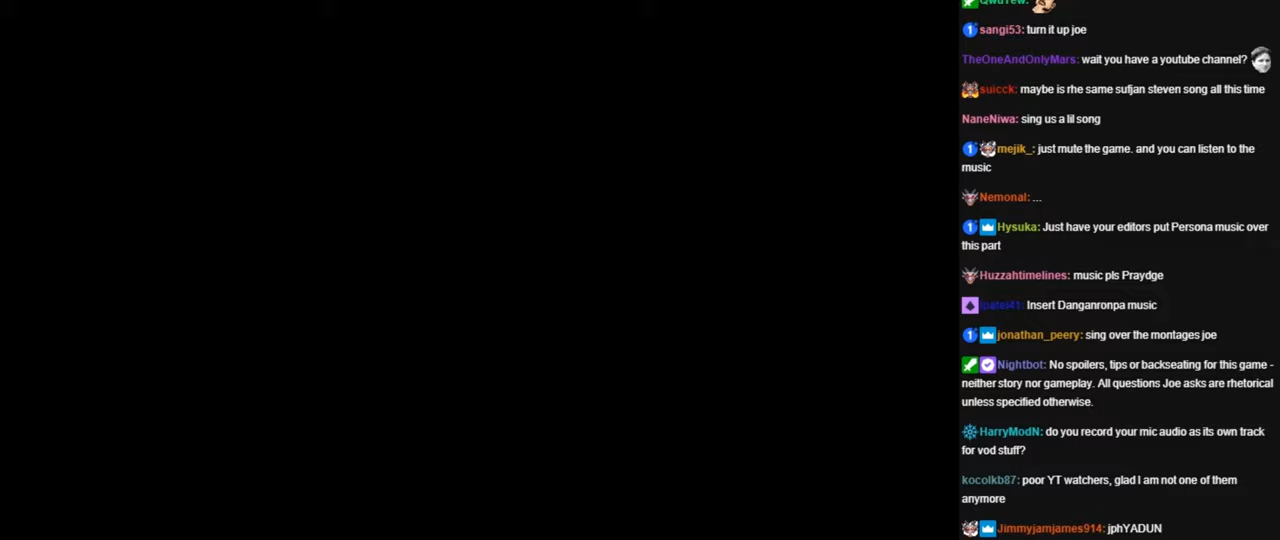 QwdTew:
sangi53: turn it up joe
TheOneAndOnlyMars: wait you have a youtube channel?
suicck: maybe is rhe same sufjan steven song all this time
NaneNiwa: sing us a lil song
mejik_: just mute the game. and you can listen to the
music
Nemonal: ...
Hysuka: Just have your editors put Persona music over
this part
Huzzahtimelines: music pls Praydge
Insert Danganronpa music
jonathan_peery: sing over the montages joe
Nightbot: No spoilers, tips or backseating for this game -
neither story nor gameplay. All questions Joe asks are rhetorical
unless specified otherwise.
HarryModN: do you record your mic audio as its own track
for vod stuff?
kocolkb87: poor YT watchers, glad I am not one of them
anymore
Jimmyjamjames914: jphYADUN